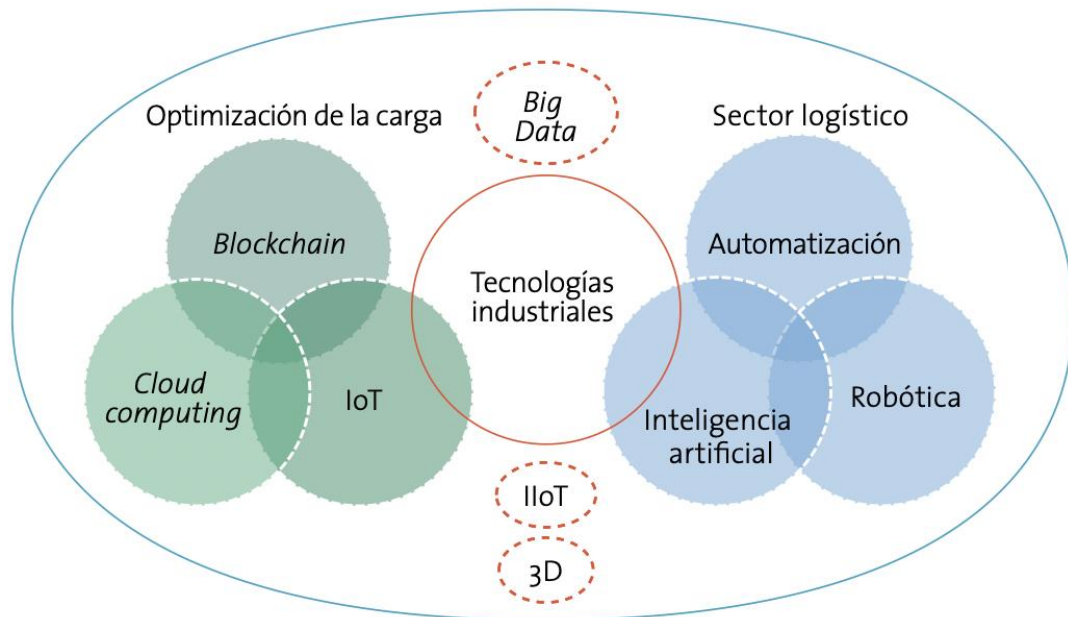 Optimización de la carga
Big
Data
Sector logístico
Blockchain
Automatización
Tecnologías
industriales
Cloud
computing
IoT
Inteligencia
artificial
Robótica
IIoT
3D